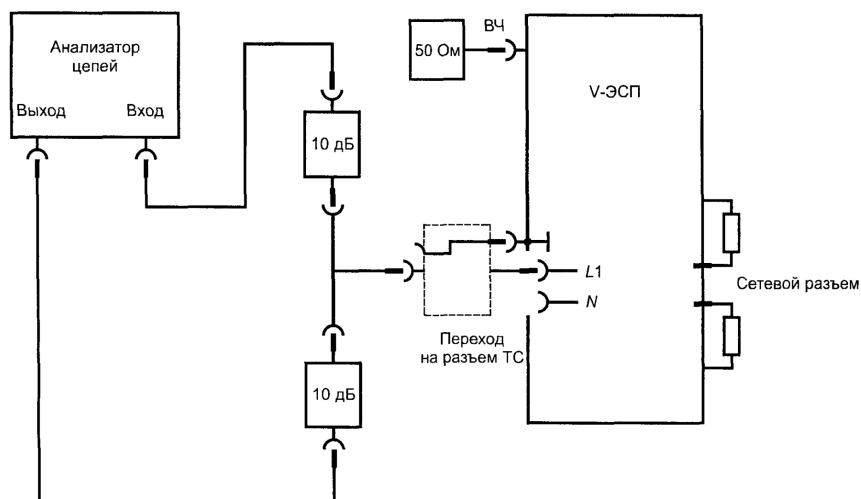 Анализатор
цепей
Выход
Вход
10 дБ
50 Ом
ВЧ
V-ЭСП
L1
N
Переход
на разъем ТС
Сетевой разъем
10 дБ